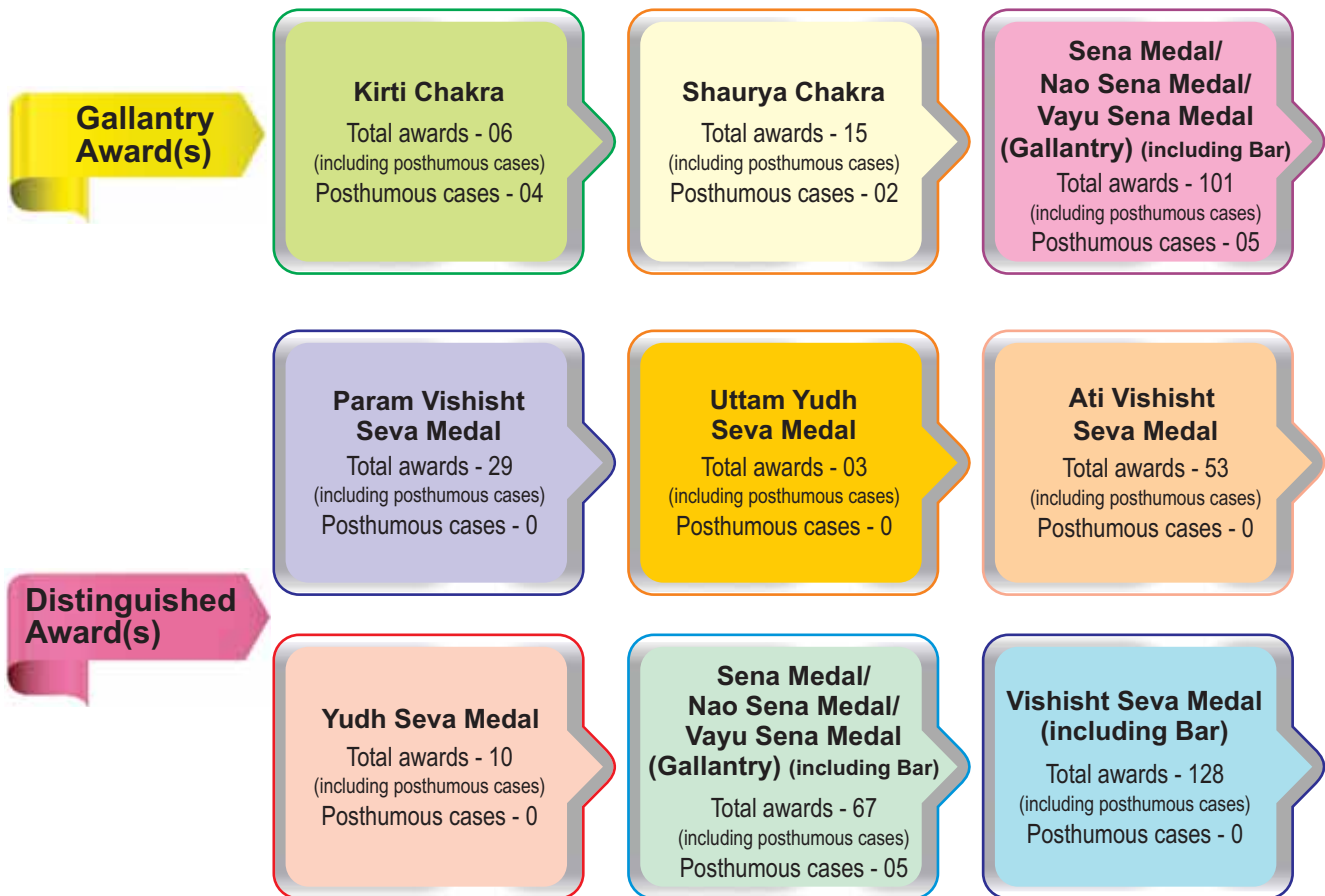 Gallantry
Award(s)
Kirti Chakra
Total awards - 06
(including posthumous cases)
Posthumous cases - 04
Shaurya Chakra
Total awards - 15
(including posthumous cases)
Posthumous cases - 02
Sena Medal/
Nao Sena Medal/
Vayu Sena Medal
(Gallantry) (including Bar)
Total awards - 101
(including posthumous cases)
Posthumous cases - 05
Distinguished
Award(s)
Param Vishisht
Seva Medal
Total awards - 29
(including posthumous cases)
Posthumous cases - 0
Uttam Yudh
Seva Medal
Total awards - 03
(including posthumous cases)
Posthumous cases - 0
Ati Vishisht
Seva Medal
Total awards - 53
(including posthumous cases)
Posthumous cases - 0
Yudh Seva Medal
Total awards - 10
(including posthumous cases)
Posthumous cases - 0
Sena Medal/
Nao Sena Medal/
Vayu Sena Medal
(Gallantry) (including Bar)
Total awards - 67
(including posthumous cases)
Posthumous cases - 05
Vishisht Seva Medal
(including Bar)
Total awards - 128
(including posthumous cases)
Posthumous cases - 0